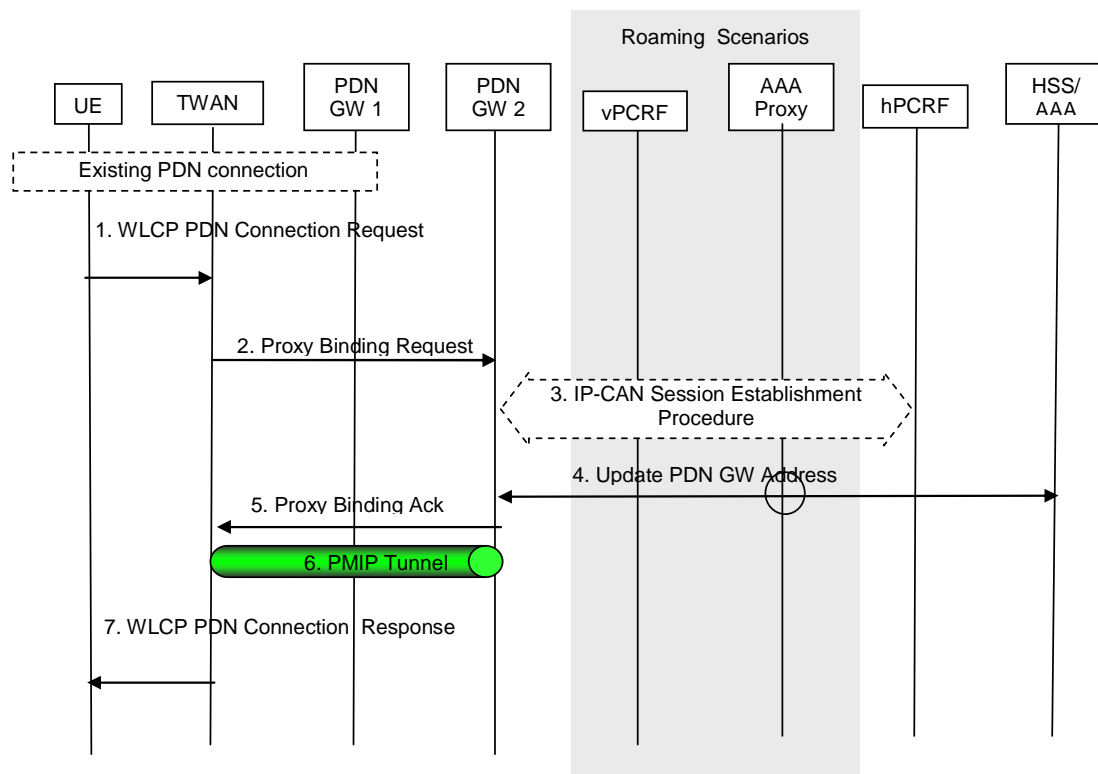 Roaming Scenarios
UE
TWAN
PDN
GW 1
PDN
GW 2
vPCRF
AAA
Proxy
hPCRF
HSS/
AAA
Existing PDN connection
1. WLCP PDN Connection Request
2. Proxy Binding Request
3. IP-CAN Session Establishment
Procedure
4. Update PDN GW Address
5. Proxy Binding Ack
6. PMIP Tunnel
7. WLCP PDN Connection Response